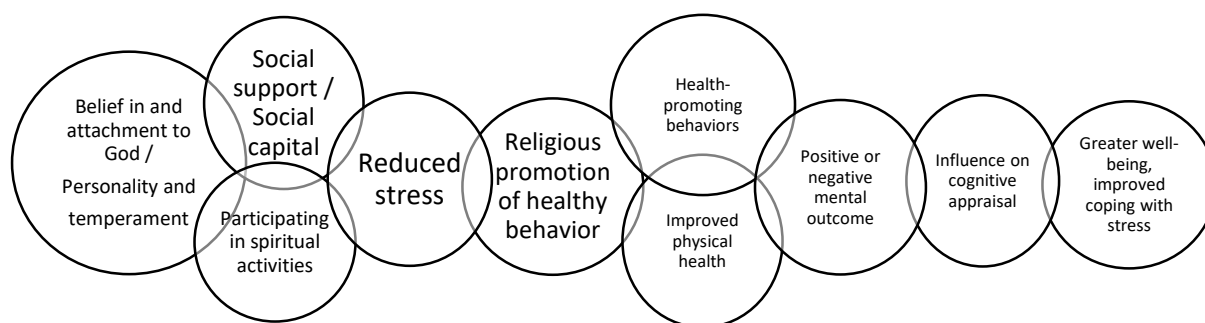 Belief in and
attachment to
God /
Personality and
temperament
Social
support /
Social
capital
Participating
in spiritual
activities
Reduced
stress
Religious
promotion
of healthy
behavior
Health-
promoting
behaviors
Improved
physical
health
Positive or
negative
mental
outcome
Influence on
cognitive
appraisal
Greater well-
being,
improved
coping with
stress